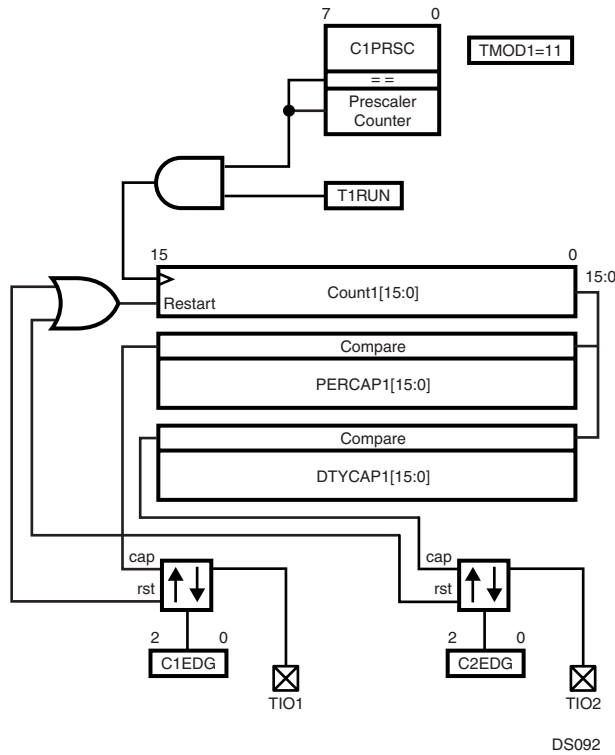 7 0
C1PRSC
TMOD1=11
= =
Prescaler
Counter
T1RUN
15 0
15:0
Count1[15:0]
Restart
Compare
PERCAP1[15:0]
Compare
DTYCAP1[15:0]
cap cap
rst rst
2 0 2 0
C1EDG C2EDG
TIO1 TIO2
DS092